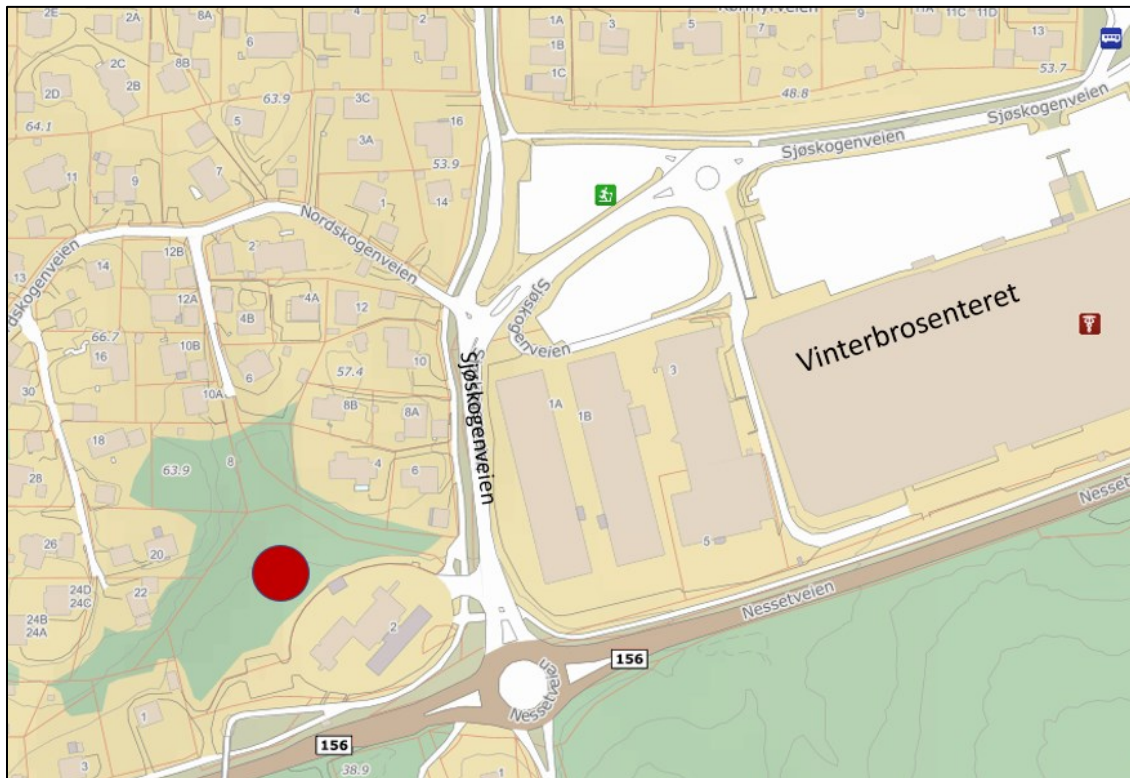 2E
2
2A
8A
6
4
2
1A
3
5
7
9
11A
11C
11D
13
2C
2B
8B
1B
1C
2D
63.9
3C
53.7
64.1
5
16
48.8
Sjøskogenveien
3A
53.9
Sjøskogenveien
11
9
7
1
14
Nordskogenveien
12B
2
14
13
12A
4A
12
Sjøskogenveien
Vinterbrosenteret
4B
66.7
10B
16
57.4
10
3
Sjøskogenveien
30
10A
6
8B
8A
1A
1B
18
63.9
8
4
6
28
26
20
5
24D
24C
22
Nessetveien
24B
24A
2
156
1
Nessetveien
156
3
38.9
1